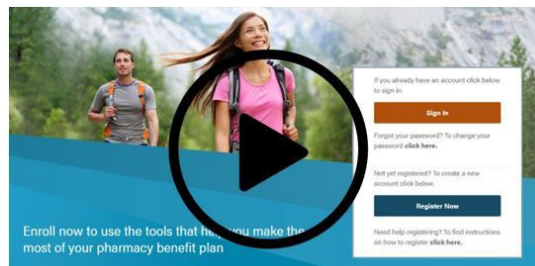 If you already have an account click below
to sign in.
Sign In
Forgot your password? To change your
password click here.
Not yet registered? To create a new
account click below.
Register Now
Need help registering? To find instructions
on how to register click here.
Enroll now to use the tools that help you make the
most of your pharmacy benefit plan